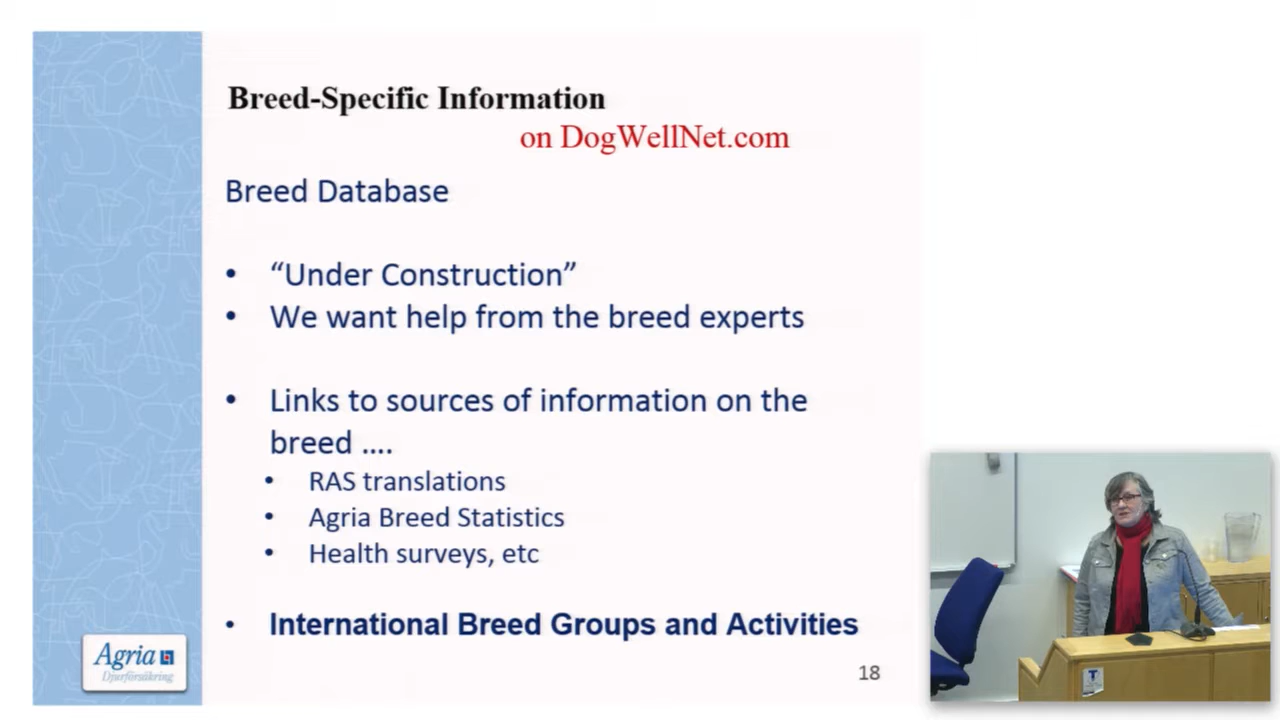 Breed-Specific Information
on DogWellNet.com
Breed Database
• “Under Construction”
• We want help from the breed experts
• Links to sources of information on the
breed ....
• RAS translations
• Agria Breed Statistics
• Health surveys, etc
• International Breed Groups and Activities
Agria
Djurförsäkring
18